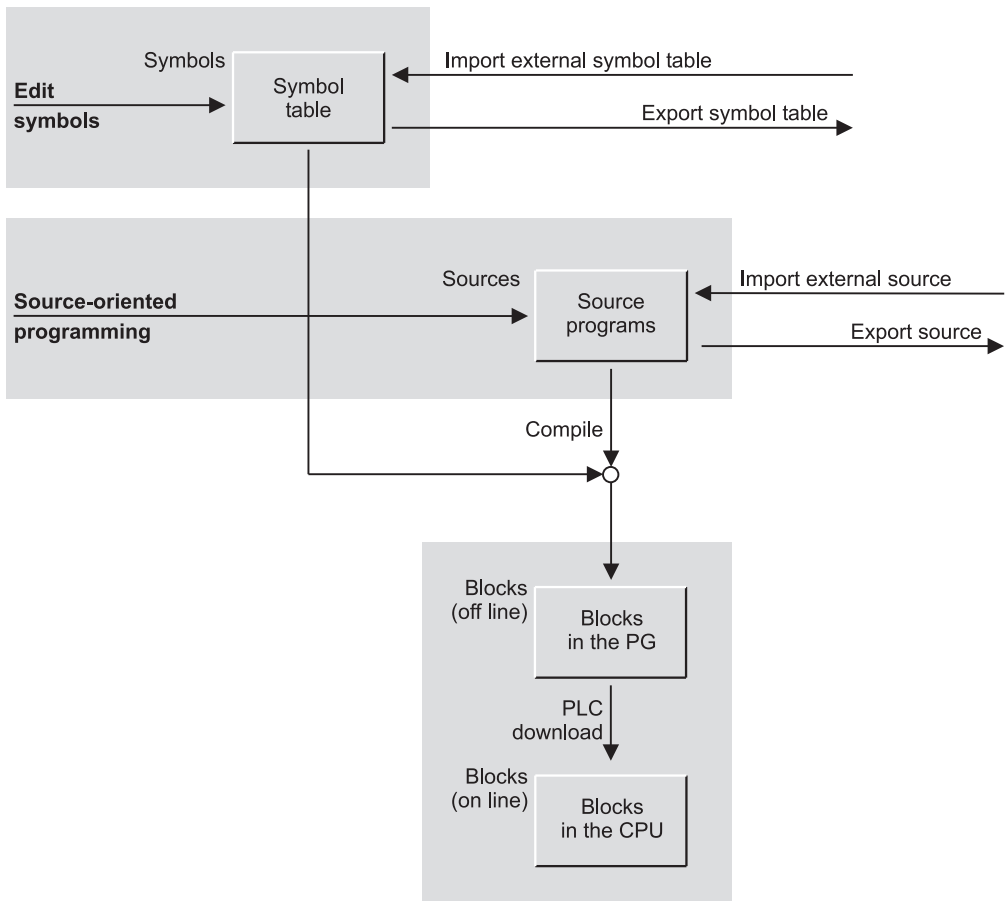 Symbols
Symbol
table
Import external symbol table
Export symbol table
Edit
symbols
Sources
Source
programs
Import external source
Export source
Source-oriented
programming
Compile
Blocks
(off line)
Blocks
in the PG
PLC
download
Blocks
(on line)
Blocks
in the CPU